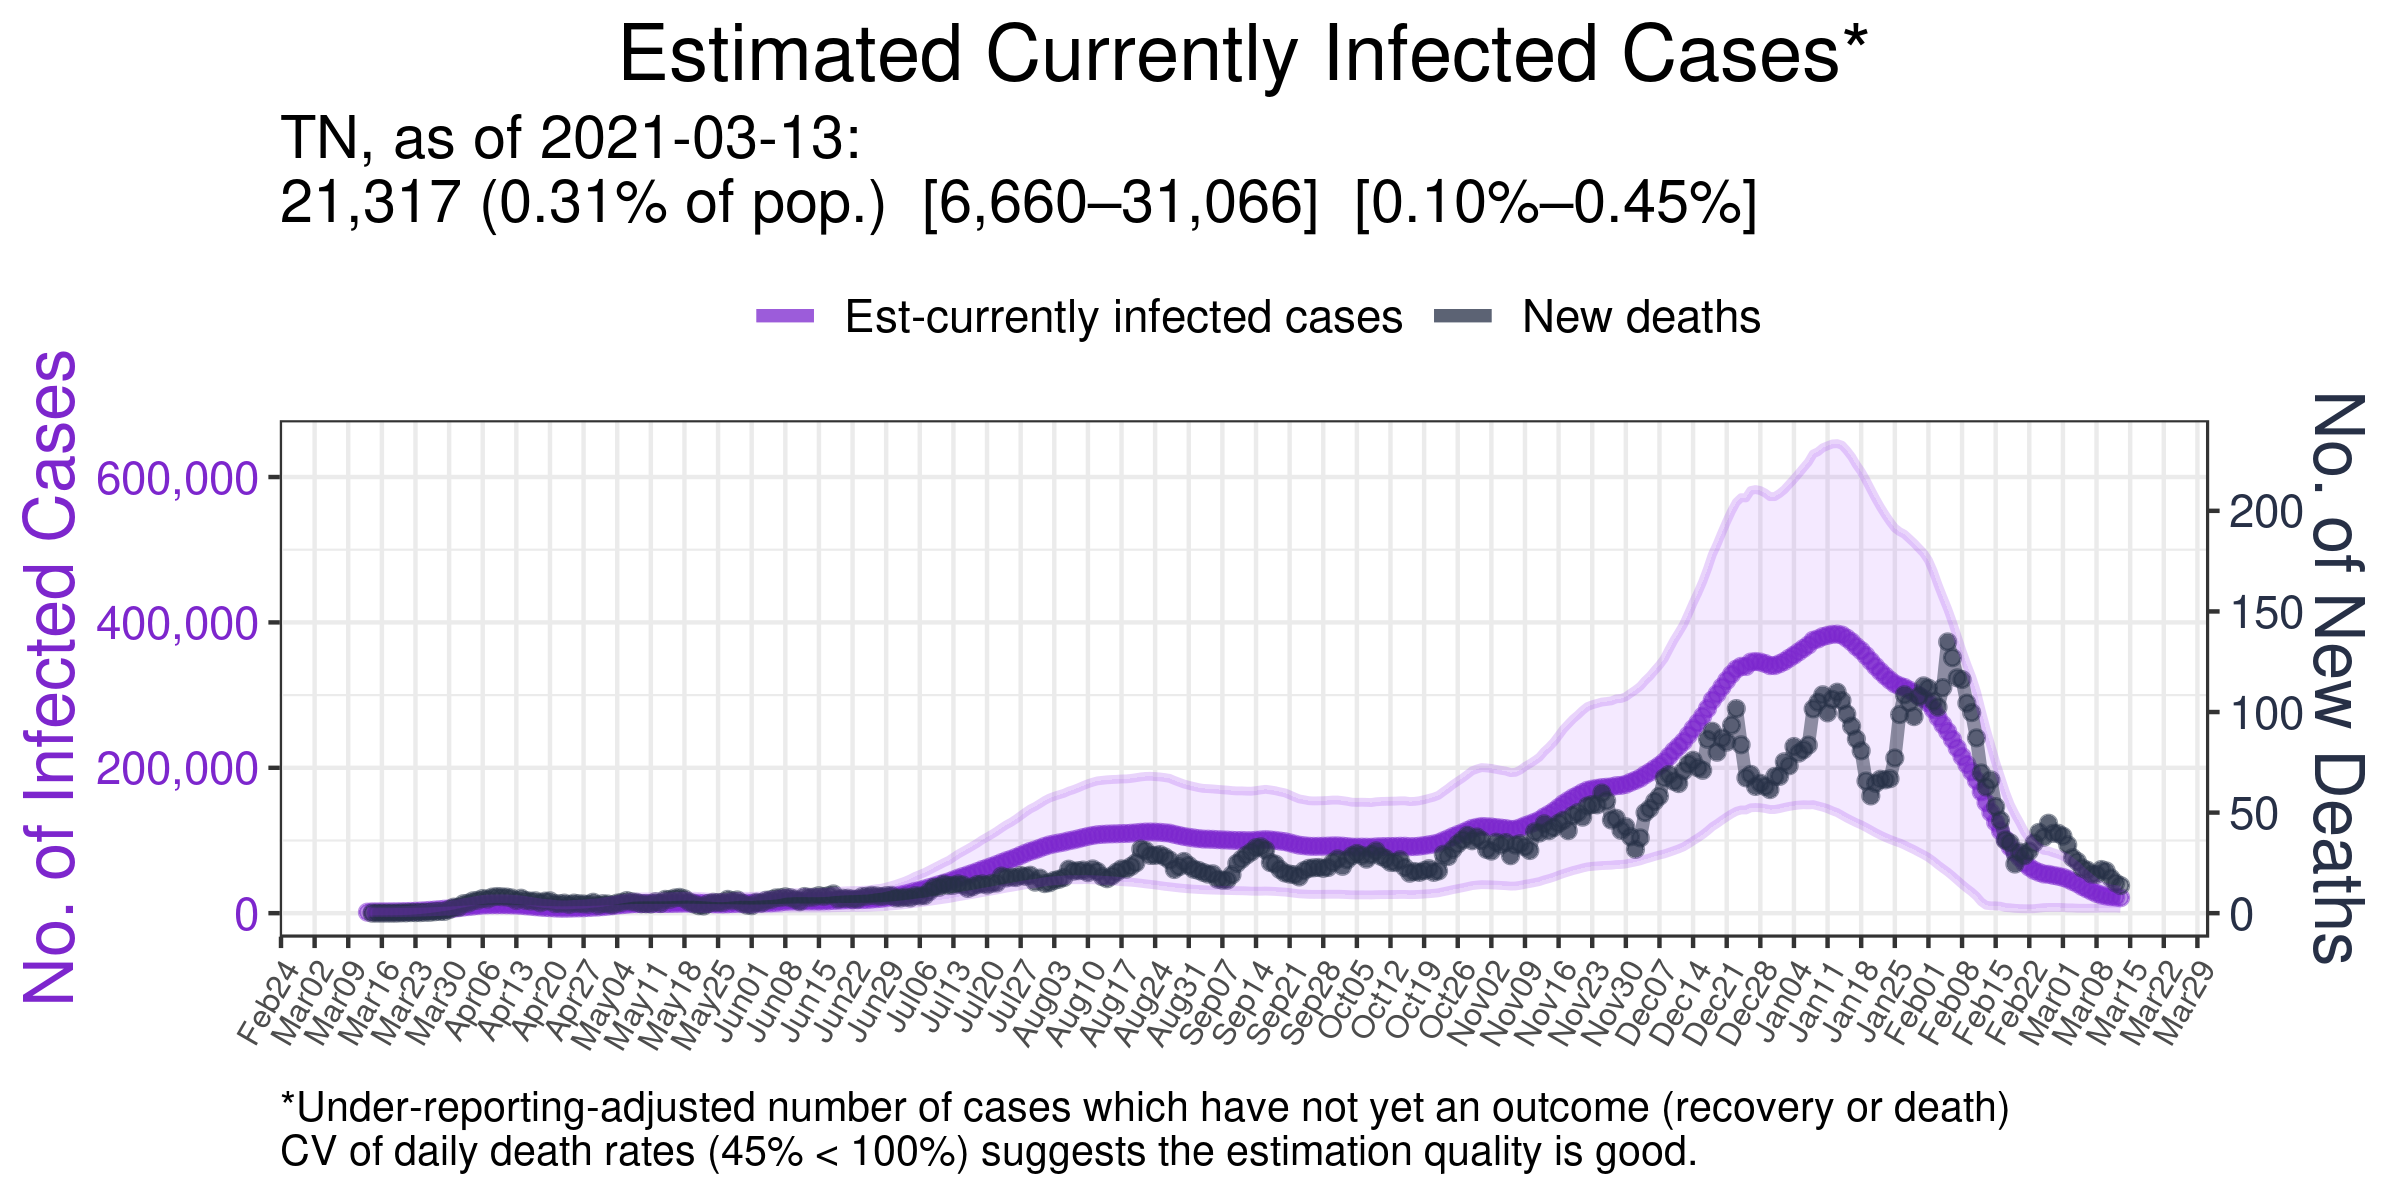 Estimated Currently Infected Cases*
TN, as of 2021-03-13:
21,317 (0.31% of pop.) [6,660–31,066] [0.10%–0.45%]
Est-currently infected cases
New deaths
No. of Infected Cases
600,000
400,000
200,000
0
No. of New Deaths
200
150
100
50
0
Feb24
Mar02
Mar09
Mar16
Mar23
Mar30
Apr06
Apr13
Apr20
Apr27
May04
May11
May18
May25
Jun01
Jun08
Jun15
Jun22
Jun29
Jul06
Jul13
Jul20
Jul27
Aug03
Aug10
Aug17
Aug24
Aug31
Sep07
Sep14
Sep21
Sep28
Oct05
Oct12
Oct19
Oct26
Nov02
Nov09
Nov16
Nov23
Nov30
Dec07
Dec14
Dec21
Dec28
Jan04
Jan11
Jan18
Jan25
Feb01
Feb08
Feb15
Feb22
Mar01
Mar08
Mar15
Mar22
Mar29
*Under-reporting-adjusted number of cases which have not yet an outcome (recovery or death)
CV of daily death rates (45% < 100%) suggests the estimation quality is good.